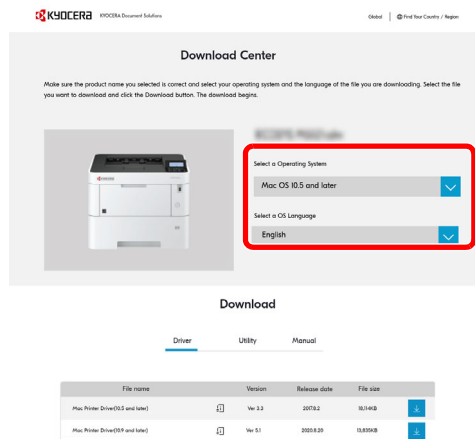 KYOCERA KYOCERA Document Solutions Global Find Your Country / Region
Download Center
Make sure the product name you selected is correct and select your operating system and the language of the file you are downloading. Select the file
you want to download and click the Download button. The download begins.
Select a Operating System
Mac OS 10.5 and later
Select a OS Language
English
Download
Driver Utility Manual
File name Version Release date File size
Mac Printer Driver(10.5 and later) Ver 3.3 2017.8.2 18,114KB
Mac Printer Driver(10.9 and later) Ver 5.1 2020.8.20 13,835KB